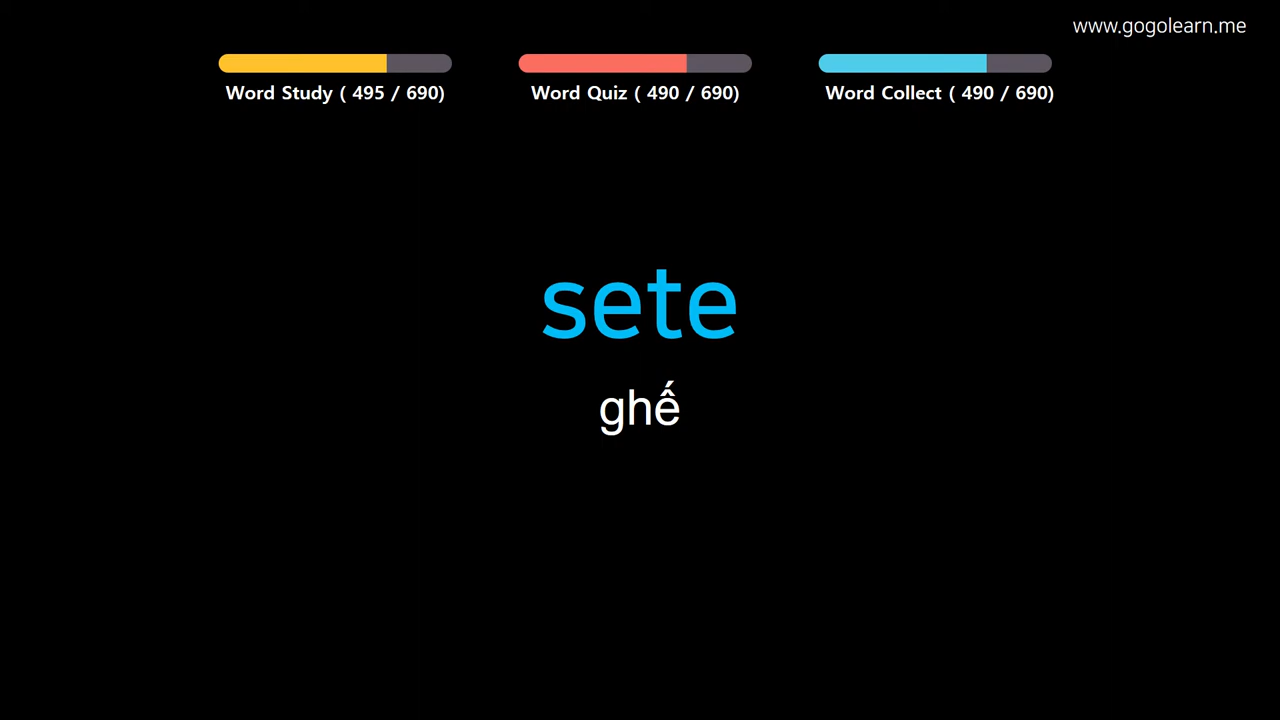 www.gogolearn.me
Word Study ( 495 / 690)
Word Quiz ( 490 / 690)
Word Collect ( 490 / 690)
sete
ghế